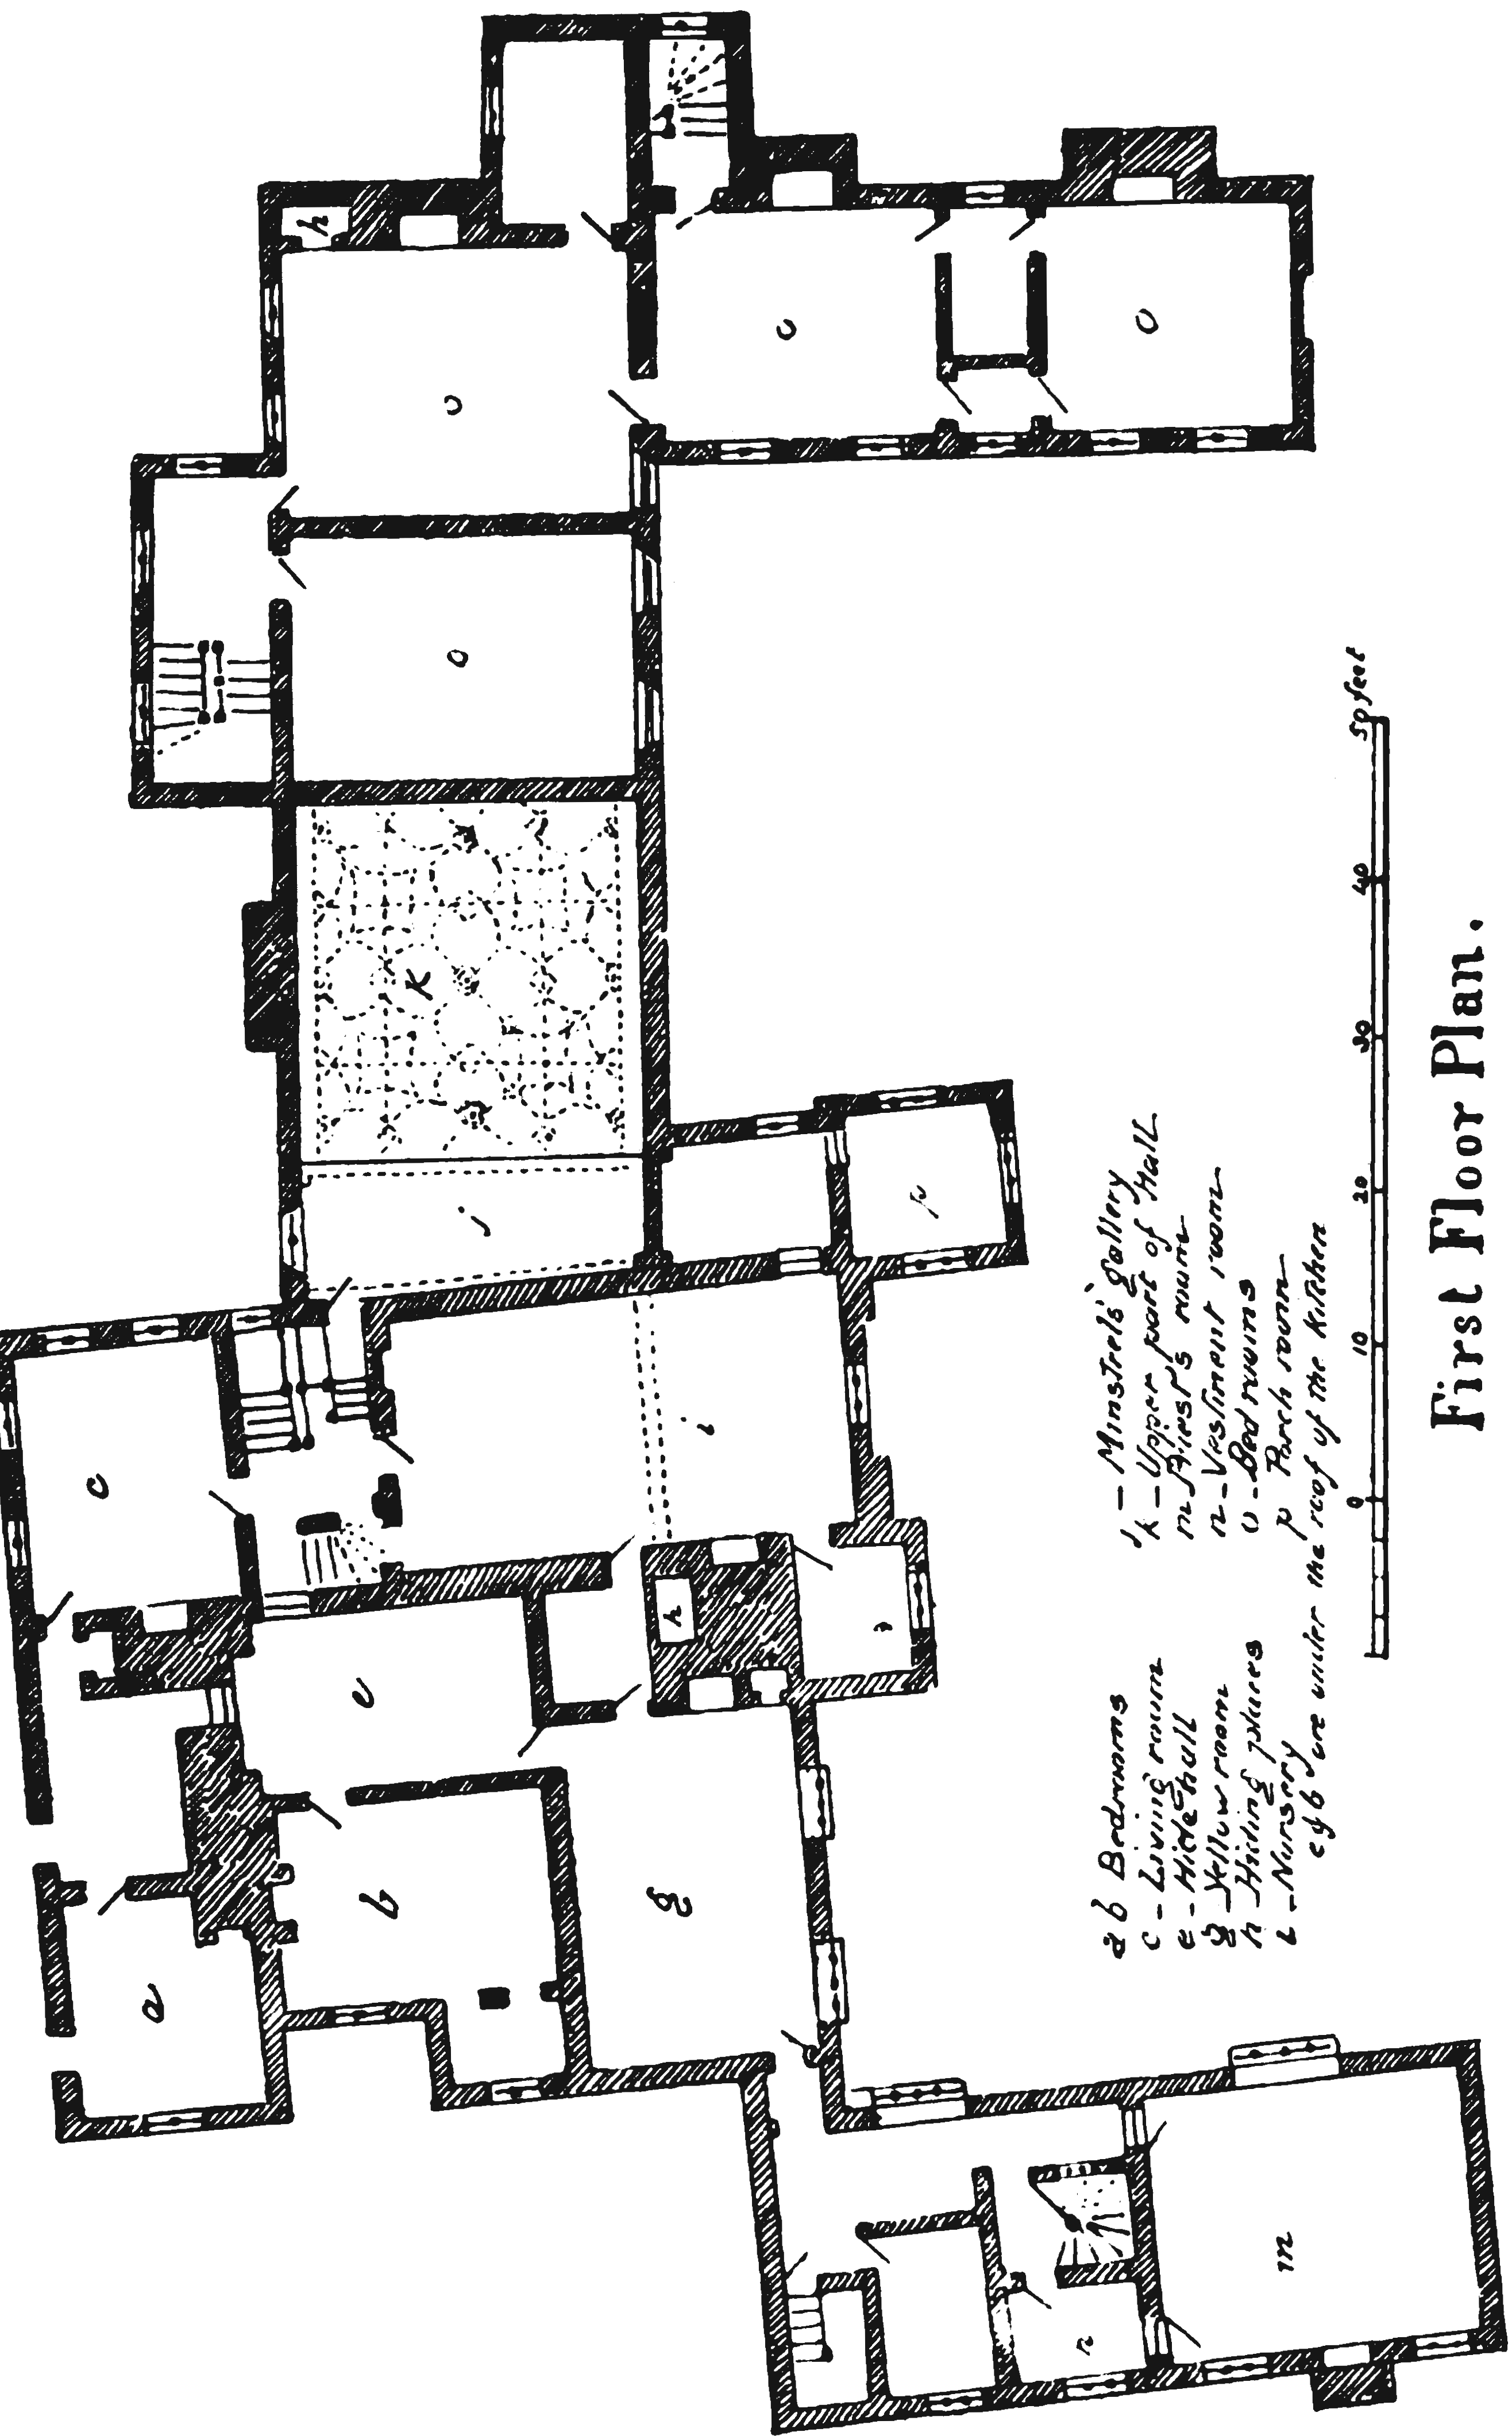 First Floor Plan.
a b Bedrooms
c - Living room
e - Hide hall
g - Yellow room
h - Hiding places
i - Nursery
j - Minstrels' gallery
k - Upper part of Hall
m Priest's room
n - Vestment room
o - Bedrooms
p Porch room
e g b are under the roof of the kitchen
0 10 20 30 40 50 feet
a
b
c
e
g
h
i
j
K
m
n
o
o
o
o
p
h